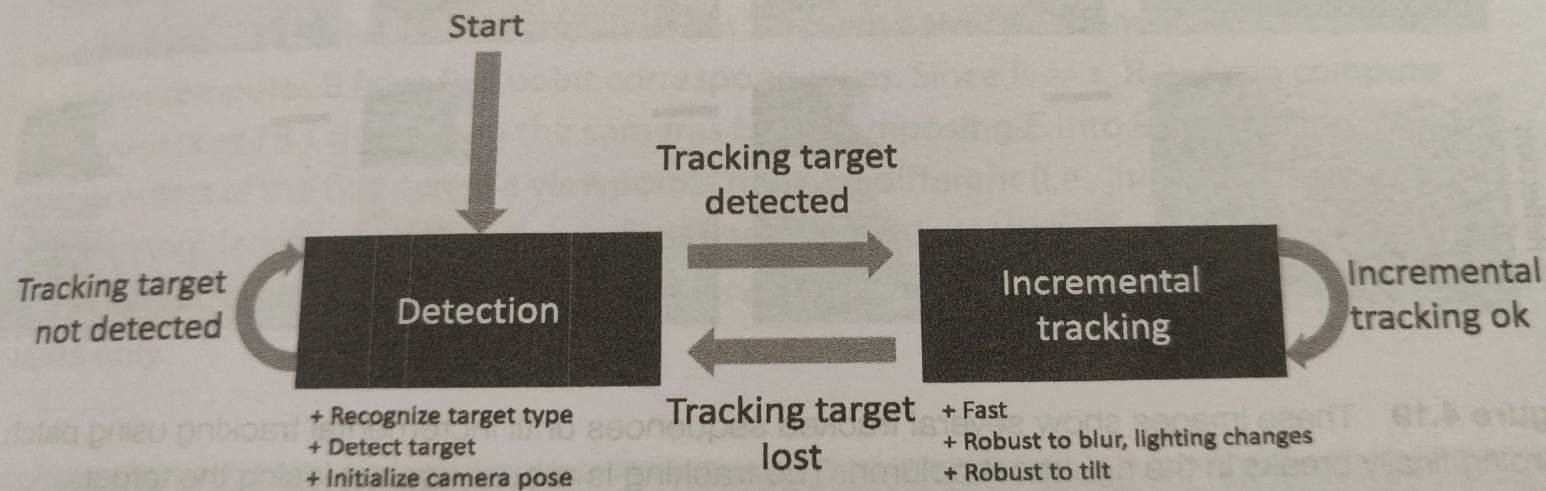 Start
Tracking target
detected
Tracking target
not detected
Detection
Incremental
tracking
Incremental
tracking ok
Tracking target
lost
+ Recognize target type
+ Detect target
+ Initialize camera pose
+ Fast
+ Robust to blur, lighting changes
+ Robust to tilt